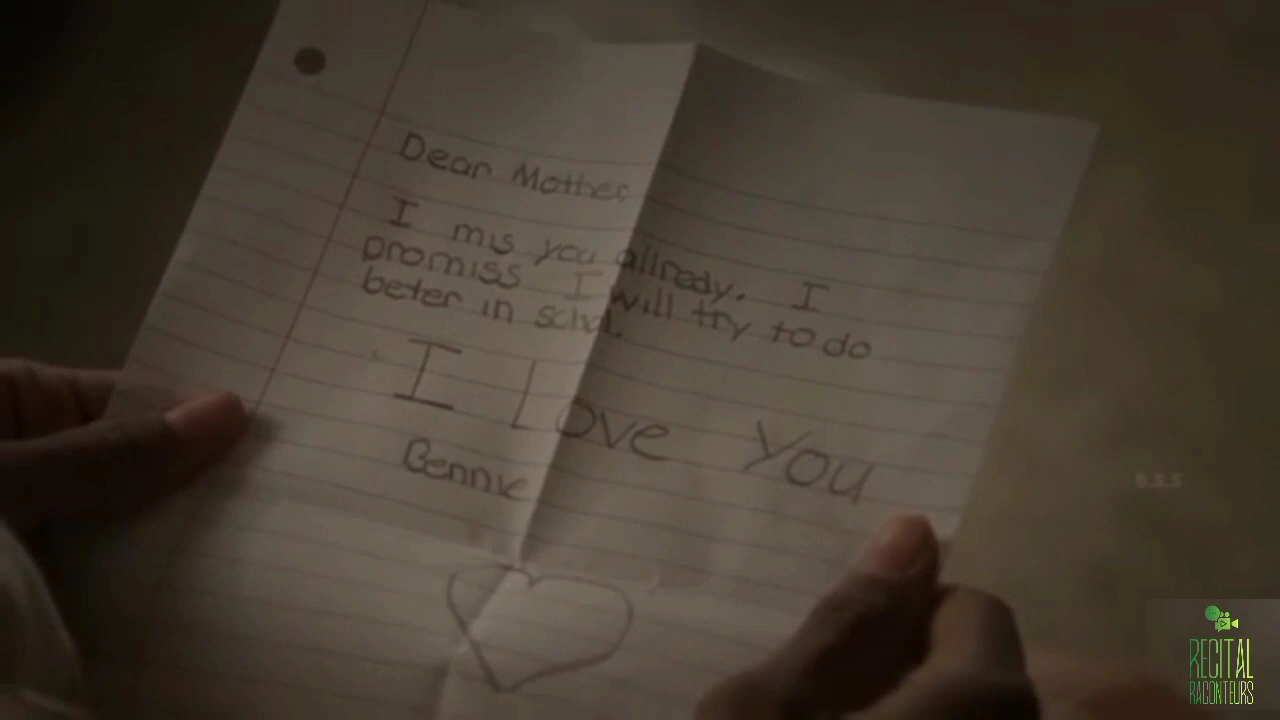 Dear Mother
I mis you allredy. I
promiss I will try to do
beter in schol.
I Love You
Bennie
D.S.S
RECITAL
RACONTEURS